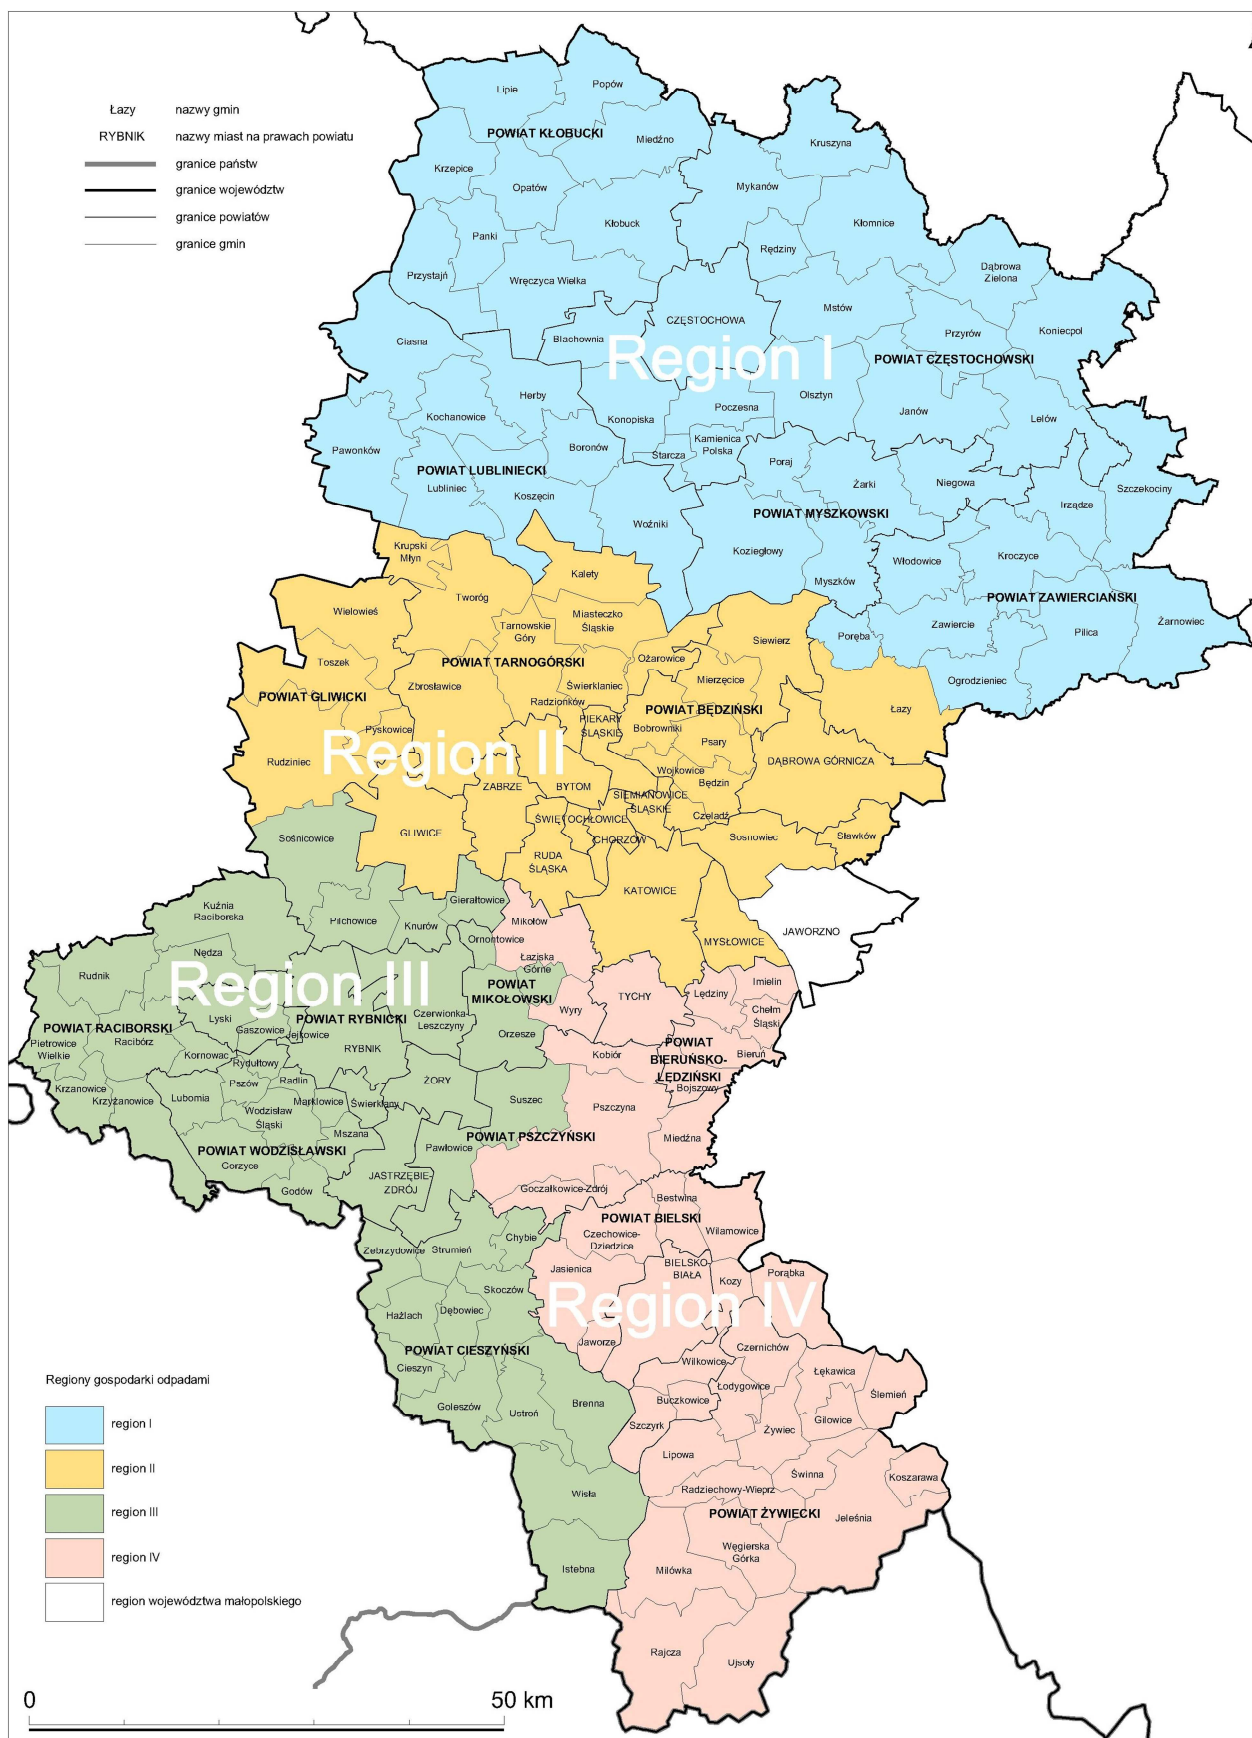 Łazy nazwy gmin
RYBNIK nazwy miast na prawach powiatu
granice państw
granice województw
granice powiatów
granice gmin
Lipie
Popów
POWIAT KŁOBUCKI
Miedźno
Kruszyna
Krzepice
Opatów
Mykanów
Kłobuck
Kłomnice
Panki
Rędziny
Przystajń
Wręczyca Wielka
Dąbrowa
Zielona
Mstów
CZĘSTOCHOWA
Przyrów
Koniecpol
Ciasna
Blachownia
Region I
POWIAT CZĘSTOCHOWSKI
Herby
Olsztyn
Kochanowice
Konopiska
Poczesna
Janów
Lelów
Pawonków
Boronów
Starcza
Kamienica
Polska
Poraj
POWIAT LUBLINIECKI
Lubliniec
Koszęcin
Żarki
Niegowa
Szczekociny
Irządze
POWIAT MYSZKOWSKI
Woźniki
Koziegłowy
Myszków
Włodowice
Kroczyce
POWIAT ZAWIERCIAŃSKI
Krupski
Młyn
Kalety
Tworóg
Wielowieś
Miasteczko
Śląskie
Tarnowskie
Góry
Siewierz
Poręba
Zawiercie
Pilica
Żarnowiec
Toszek
POWIAT TARNOGÓRSKI
Ożarowice
Mierzęcice
Ogrodzieniec
POWIAT GLIWICKI
Zbrosławice
Świerklaniec
Radzionków
POWIAT BĘDZIŃSKI
Łazy
Pyskowice
PIEKARY
ŚLĄSKIE
Bobrowniki
Psary
Region II
Rudziniec
Wojkowice
DĄBROWA GÓRNICZA
ZABRZE
BYTOM
Będzin
SIEMIANOWICE
ŚLĄSKIE
Czeladź
ŚWIĘTOCHŁOWICE
CHORZÓW
Sosnowiec
Sławków
Sośnicowice
GLIWICE
RUDA
ŚLĄSKA
KATOWICE
Gierałtowice
Kuźnia
Raciborska
Pilchowice
Knurów
Mikołów
JAWORZNO
Ornontowice
MYSŁOWICE
Nędza
Łaziska
Górne
Rudnik
Region III
POWIAT
MIKOŁOWSKI
TYCHY
Lędziny
Imielin
Wyry
Chełm
Śląski
Lyski
POWIAT RYBNICKI
Czerwionka-
Leszczyny
POWIAT RACIBORSKI
Gaszowice
Jejkowice
Orzesze
Pietrowice
Wielkie
Racibórz
Kornowac
RYBNIK
Kobiór
POWIAT
BIERUŃSKO-
LĘDZIŃSKI
Bieruń
Rydułtowy
Krzanowice
Pszów
Radlin
ŻORY
Bojszowy
Krzyżanowice
Lubomia
Marklowice
Świerklany
Suszec
Pszczyna
Wodzisław
Śląski
Mszana
POWIAT PSZCZYŃSKI
Miedźna
POWIAT WODZISŁAWSKI
Pawłowice
Gorzyce
JASTRZĘBIE-
ZDRÓJ
Godów
Goczałkowice-Zdrój
Bestwina
POWIAT BIELSKI
Wilamowice
Chybie
Czechowice-
Dziedzice
Zebrzydowice
Strumień
Jasienica
BIELSKO-
BIAŁA
Kozy
Porąbka
Skoczów
Region IV
Hażlach
Dębowiec
Jaworze
Czernichów
POWIAT CIESZYŃSKI
Wilkowice
Łękawica
Cieszyn
Łodygowice
Ślemień
Regiony gospodarki odpadami
Goleszów
Ustroń
Brenna
Buczkowice
Szczyrk
Gilowice
Żywiec
region I
Lipowa
region II
Świnna
Koszarawa
Wisła
Radziechowy-Wieprz
region III
POWIAT ŻYWIECKI
Jeleśnia
Węgierska
Górka
region IV
Istebna
Milówka
region województwa małopolskiego
Rajcza
Ujsoły
0 50 km